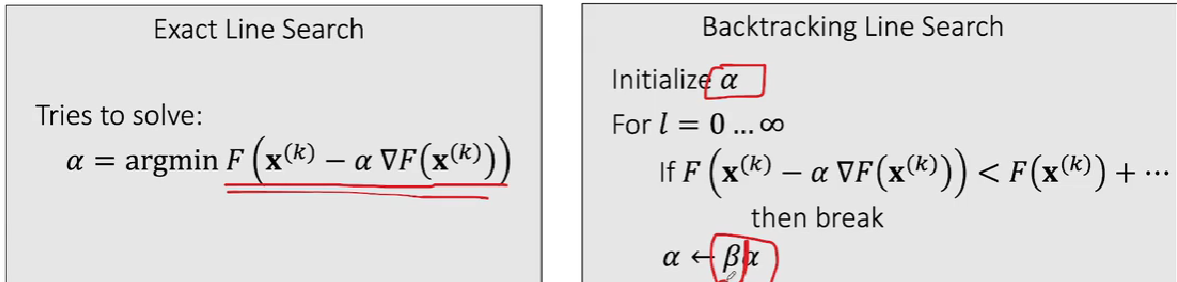 Exact Line Search
Tries to solve:
α = argmin F(𝐱^(k) − α ∇F(𝐱^(k)))
Backtracking Line Search
Initialize α
For l = 𝟎 … ∞
If F(𝐱^(k) − α ∇F(𝐱^(k))) < F(𝐱^(k)) + ⋯
then break
α ← βα